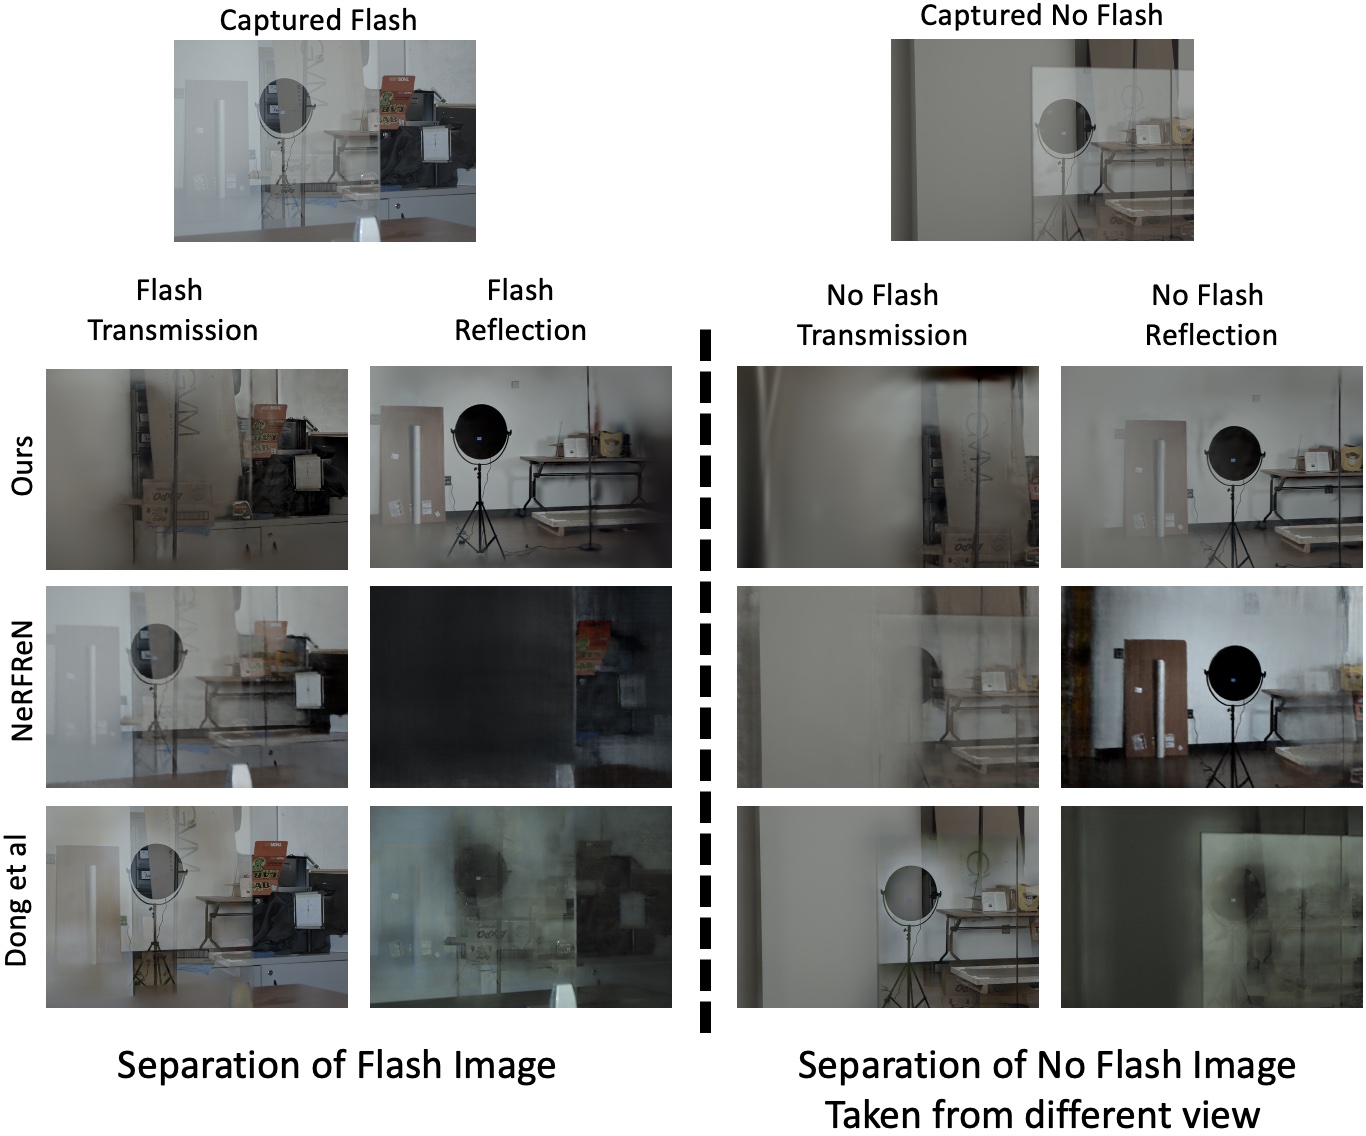 Captured Flash
Captured No Flash
Flash
Transmission
Flash
Reflection
No Flash
Transmission
No Flash
Reflection
Ours
NeRFReN
Dong et al
Separation of Flash Image
Separation of No Flash Image
Taken from different view